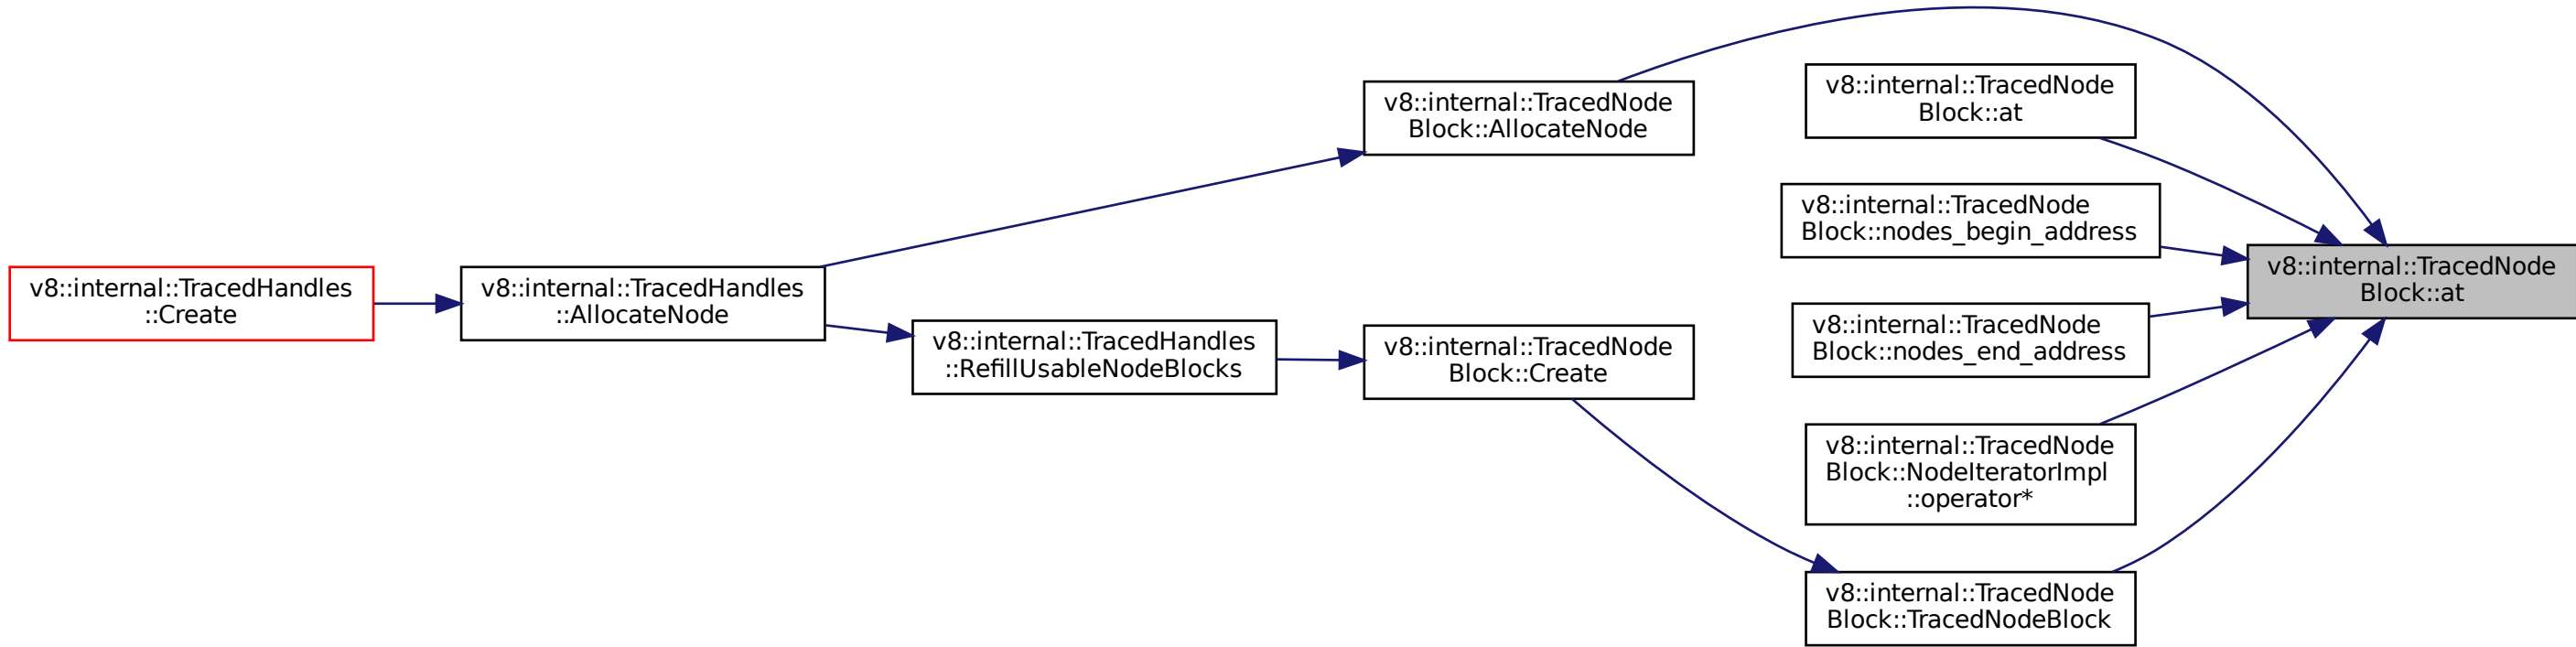 v8::internal::TracedNode
Block::AllocateNode
v8::internal::TracedNode
Block::at
v8::internal::TracedNode
Block::nodes_begin_address
v8::internal::TracedNode
Block::at
v8::internal::TracedHandles
::Create
v8::internal::TracedHandles
::AllocateNode
v8::internal::TracedHandles
::RefillUsableNodeBlocks
v8::internal::TracedNode
Block::Create
v8::internal::TracedNode
Block::nodes_end_address
v8::internal::TracedNode
Block::NodeIteratorImpl
::operator*
v8::internal::TracedNode
Block::TracedNodeBlock